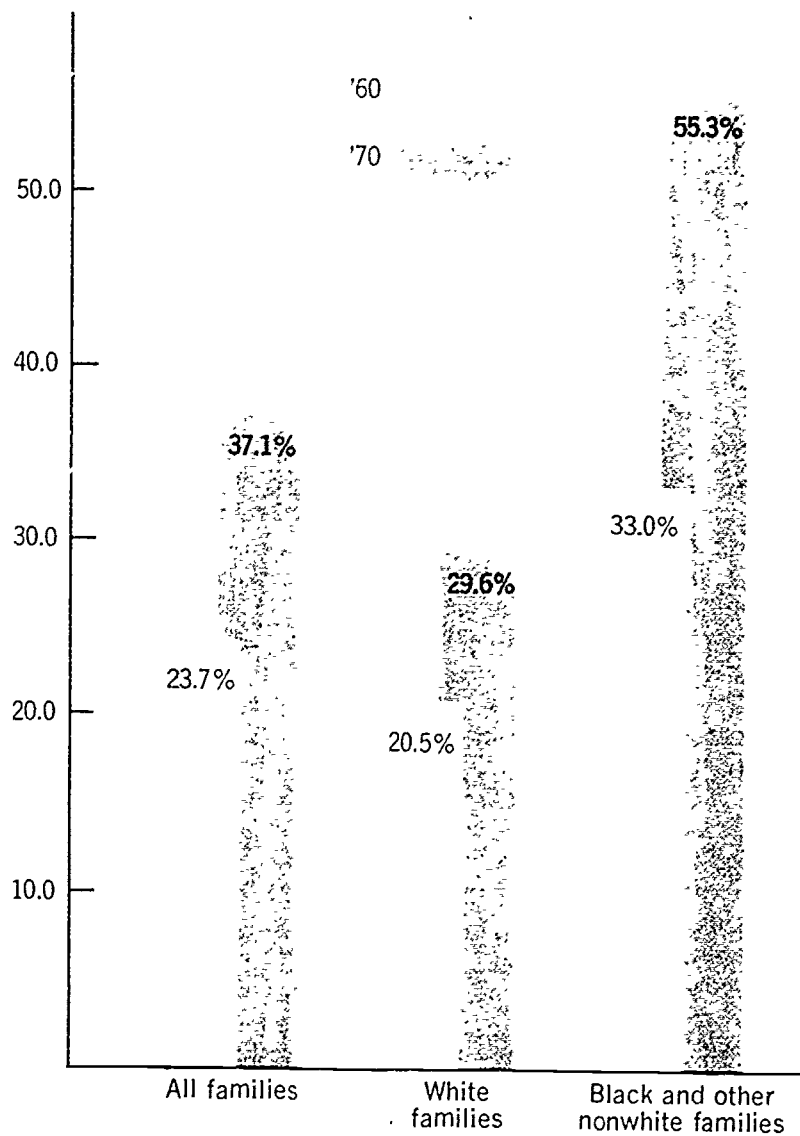 '60
'70
50.0
40.0
30.0
20.0
10.0
55.3%
37.1%
33.0%
29.6%
23.7%
20.5%
All families
White
families
Black and other
nonwhite families